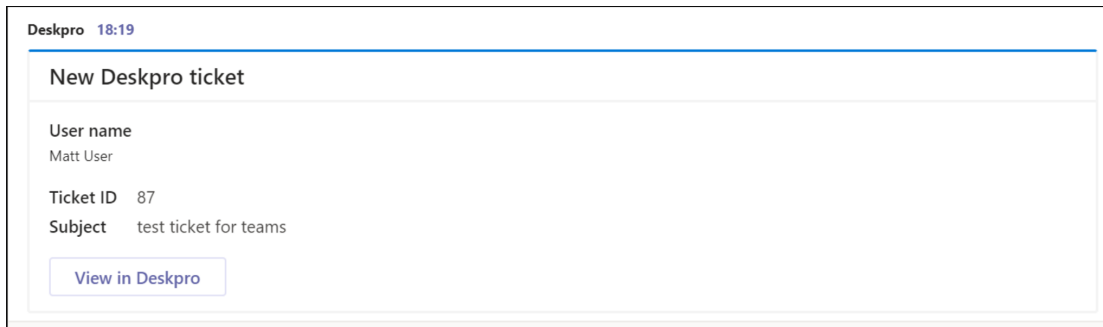 Deskpro 18:19
New Deskpro ticket
User name
Matt User
Ticket ID 87
Subject test ticket for teams
View in Deskpro